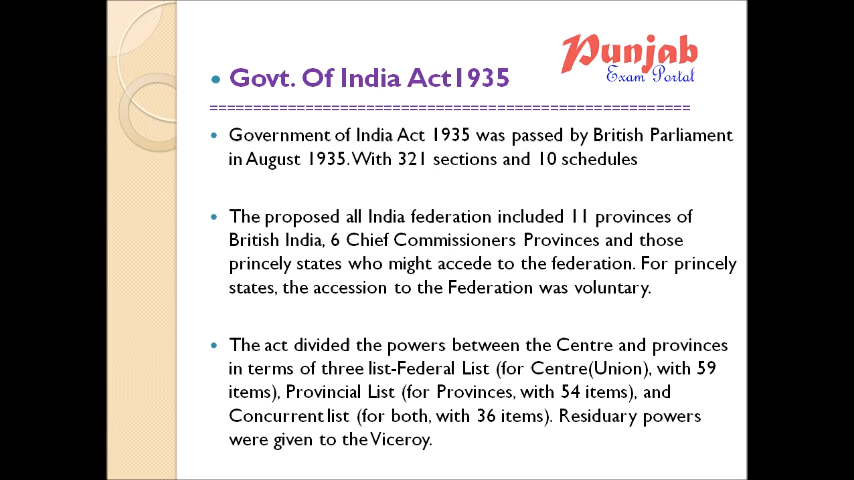 Punjab
Exam Portal
Govt. Of India Act1935
=======================================================
Government of India Act 1935 was passed by British Parliament
in August 1935. With 321 sections and 10 schedules
The proposed all India federation included 11 provinces of
British India, 6 Chief Commissioners Provinces and those
princely states who might accede to the federation. For princely
states, the accession to the Federation was voluntary.
The act divided the powers between the Centre and provinces
in terms of three list-Federal List (for Centre(Union), with 59
items), Provincial List (for Provinces, with 54 items), and
Concurrent list (for both, with 36 items). Residuary powers
were given to the Viceroy.